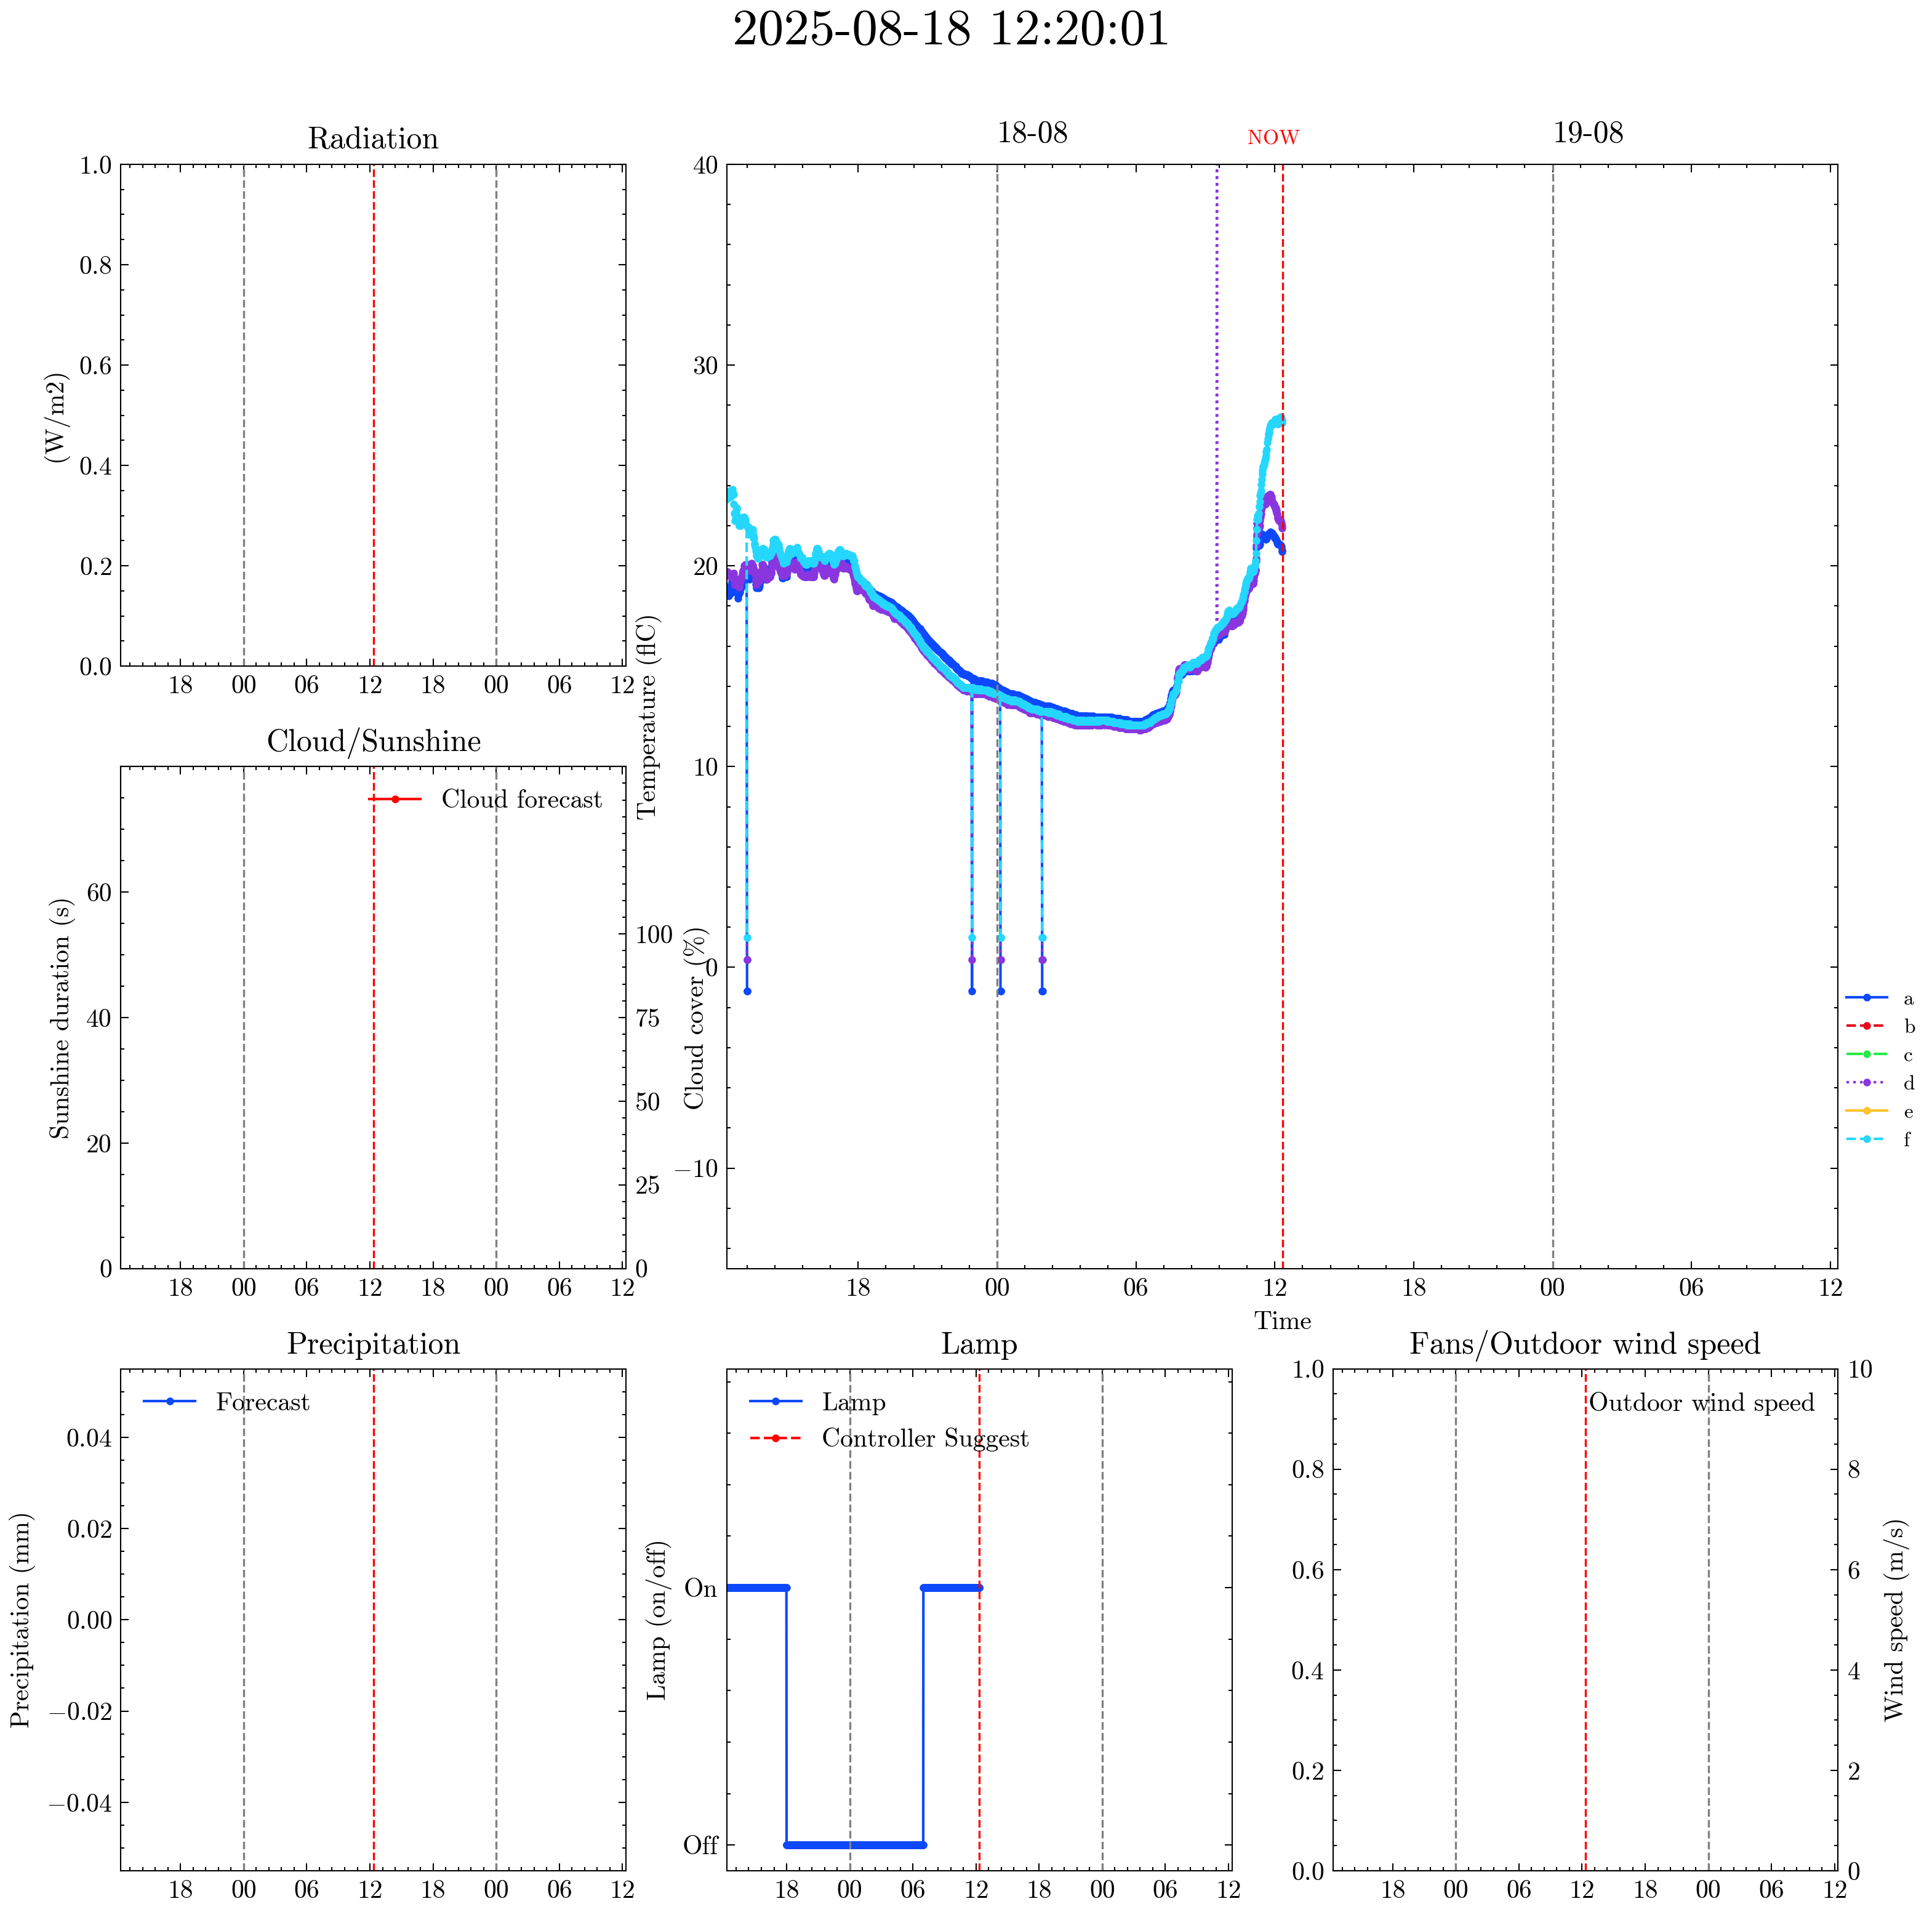 2025-08-18 12:20:01
Radiation
1.0
0.8
0.6
0.4
0.2
0.0
(W/m2)
18 00 06 12 18 00 06 12
18-08
NOW
19-08
40
30
20
10
0
−10
Temperature (flC)
18 00 06 12 18 00 06 12
Time
a
b
c
d
e
f
Cloud/Sunshine
Cloud forecast
60
40
20
0
Sunshine duration (s)
100
75
50
25
0
Cloud cover (%)
18 00 06 12 18 00 06 12
Precipitation
Forecast
0.04
0.02
0.00
−0.02
−0.04
Precipitation (mm)
18 00 06 12 18 00 06 12
Lamp
Lamp
Controller Suggest
On
Off
Lamp (on/off)
18 00 06 12 18 00 06 12
Fans/Outdoor wind speed
Outdoor wind speed
1.0
0.8
0.6
0.4
0.2
0.0
10
8
6
4
2
0
Wind speed (m/s)
18 00 06 12 18 00 06 12